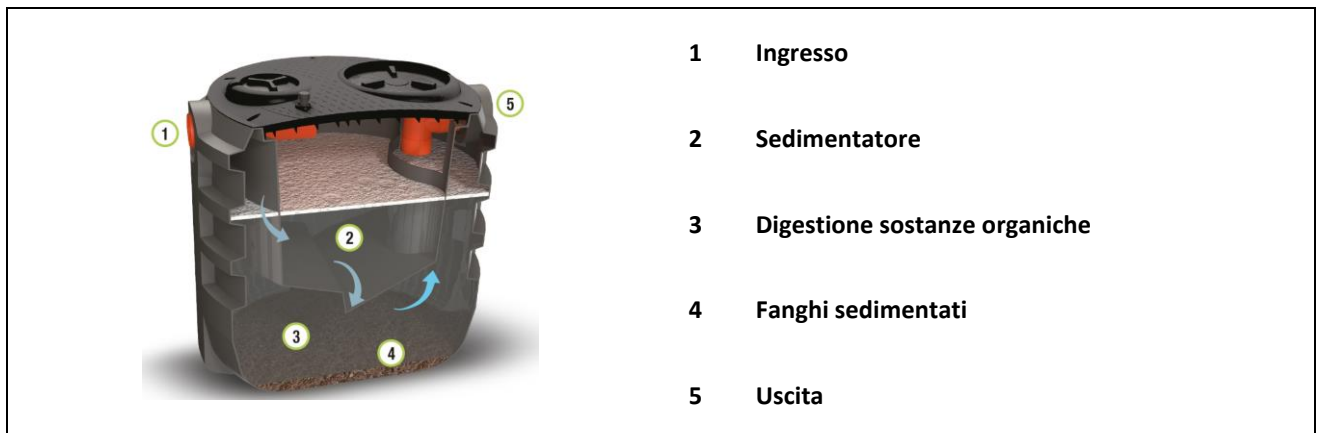 1 Ingresso
2 Sedimentatore
3 Digestione sostanze organiche
4 Fanghi sedimentati
5 Uscita
1
5
2
3
4